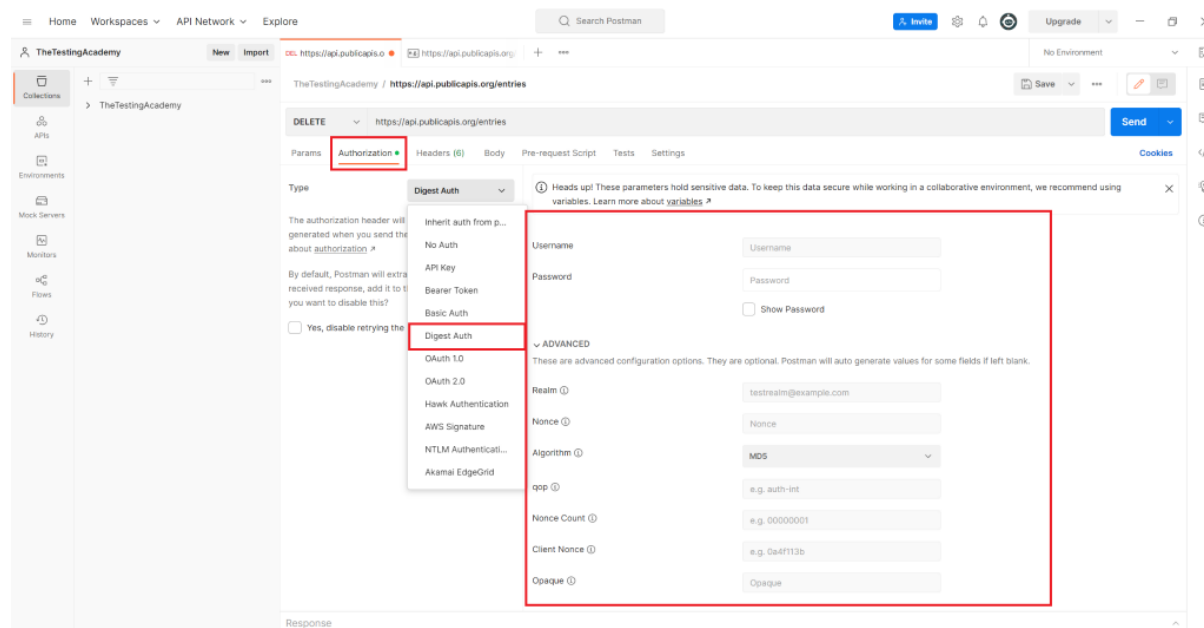 Home Workspaces API Network Explore Search Postman Invite Upgrade
TheTestingAcademy New Import DEL https://api.publicapis.o https://api.publicapis.org No Environment
Collections
APIs
Environments
Mock Servers
Monitors
Flows
History
TheTestingAcademy
TheTestingAcademy / https://api.publicapis.org/entries Save
DELETE https://api.publicapis.org/entries Send
Params Authorization Headers (6) Body Pre-request Script Tests Settings Cookies
Type Digest Auth
Heads up! These parameters hold sensitive data. To keep this data secure while working in a collaborative environment, we recommend using
variables. Learn more about variables
The authorization header will
generated when you send the
about authorization
By default, Postman will extra
received response, add it to t
you want to disable this?
Yes, disable retrying the
Inherit auth from p...
No Auth
API Key
Bearer Token
Basic Auth
Digest Auth
OAuth 1.0
OAuth 2.0
Hawk Authentication
AWS Signature
NTLM Authenticati...
Akamai EdgeGrid
Username Username
Password Password
Show Password
ADVANCED
These are advanced configuration options. They are optional. Postman will auto generate values for some fields if left blank.
Realm testrealm@example.com
Nonce Nonce
Algorithm MD5
qop e.g. auth-int
Nonce Count e.g. 00000001
Client Nonce e.g. 0a4f113b
Opaque Opaque
Response